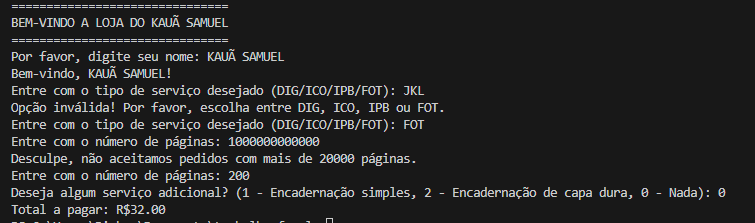 ==============================
BEM-VINDO A LOJA DO KAUÃ SAMUEL
==============================
Por favor, digite seu nome: KAUÃ SAMUEL
Bem-vindo, KAUÃ SAMUEL!
Entre com o tipo de serviço desejado (DIG/ICO/IPB/FOT): JKL
Opção inválida! Por favor, escolha entre DIG, ICO, IPB ou FOT.
Entre com o tipo de serviço desejado (DIG/ICO/IPB/FOT): FOT
Entre com o número de páginas: 1000000000000
Desculpe, não aceitamos pedidos com mais de 20000 páginas.
Entre com o número de páginas: 200
Deseja algum serviço adicional? (1 - Encadernação simples, 2 - Encadernação de capa dura, 0 - Nada): 0
Total a pagar: R$32.00